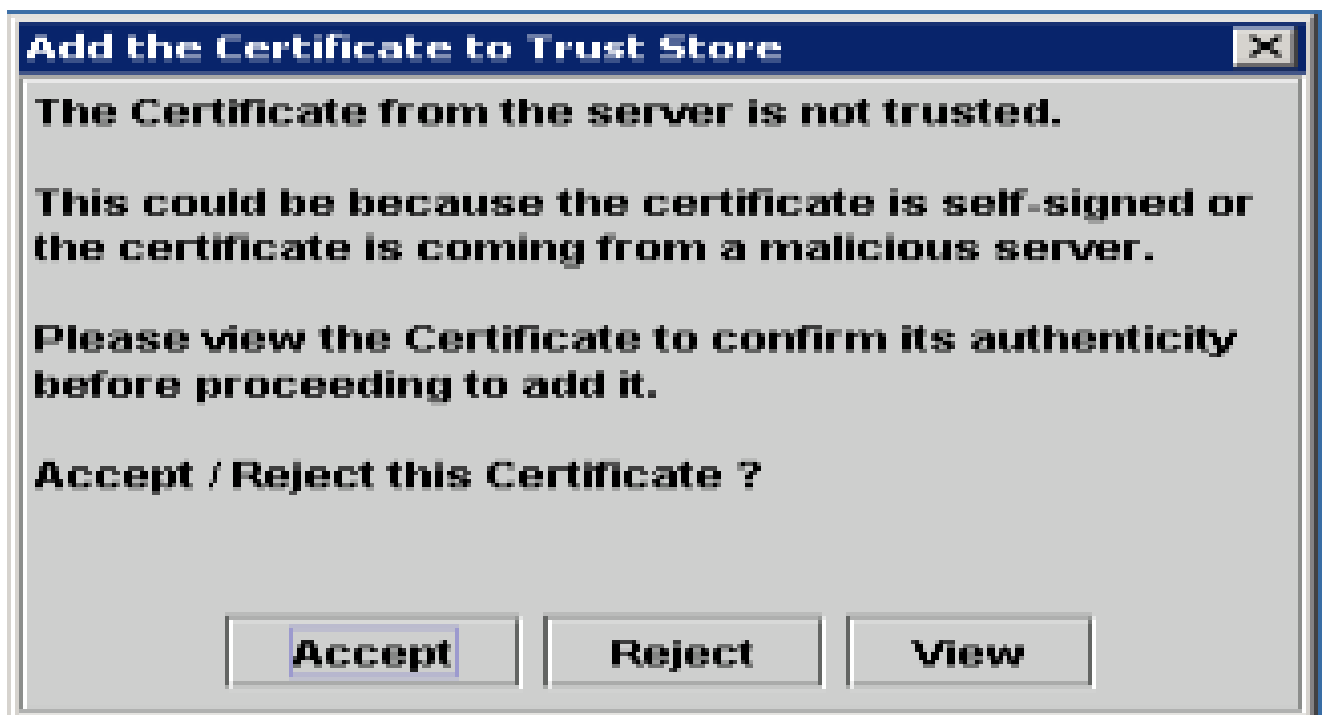 Add the Certificate to Trust Store
The Certificate from the server is not trusted.
This could be because the certificate is self-signed or
the certificate is coming from a malicious server.
Please view the Certificate to confirm its authenticity
before proceeding to add it.
Accept / Reject this Certificate ?
Accept Reject View